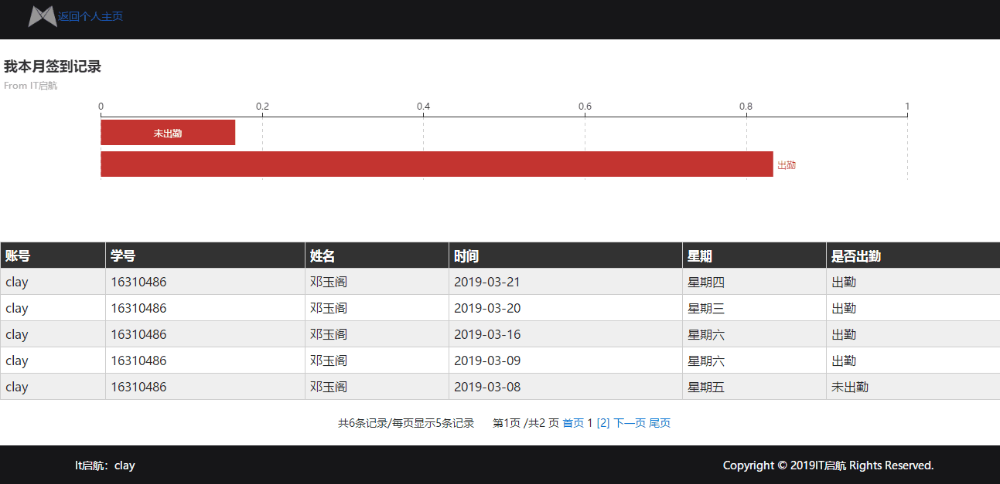 返回个人主页
我本月签到记录
From IT启航
0 0.2 0.4 0.6 0.8 1
未出勤
出勤
账号 学号 姓名 时间 星期 是否出勤
clay 16310486 邓玉阁 2019-03-21 星期四 出勤
clay 16310486 邓玉阁 2019-03-20 星期三 出勤
clay 16310486 邓玉阁 2019-03-16 星期六 出勤
clay 16310486 邓玉阁 2019-03-09 星期六 出勤
clay 16310486 邓玉阁 2019-03-08 星期五 未出勤
共6条记录/每页显示5条记录 第1页 /共2 页 首页 1 [2] 下一页 尾页
It启航：clay Copyright © 2019IT启航 Rights Reserved.